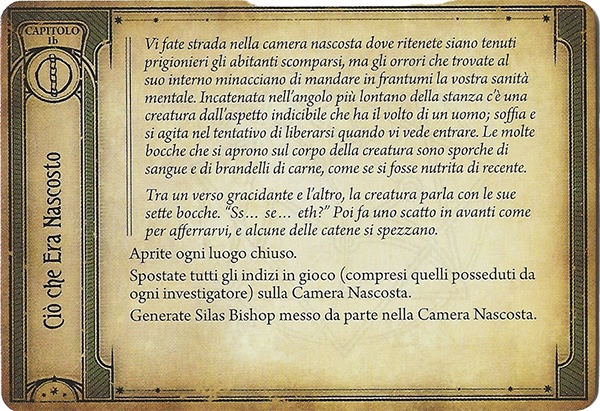 CAPITOLO
1b
Ciò che Era Nascosto
Vi fate strada nella camera nascosta dove ritenete siano tenuti
prigionieri gli abitanti scomparsi, ma gli orrori che trovate al
suo interno minacciano di mandare in frantumi la vostra sanità
mentale. Incatenata nell'angolo più lontano della stanza c'è una
creatura dall'aspetto indicibile che ha il volto di un uomo; soffia e
si agita nel tentativo di liberarsi quando vi vede entrare. Le molte
bocche che si aprono sul corpo della creatura sono sporche di
sangue e di brandelli di carne, come se si fosse nutrita di recente.
Tra un verso gracidante e l'altro, la creatura parla con le sue
sette bocche. “Ss… se… eth?” Poi fa uno scatto in avanti come
per afferrarvi, e alcune delle catene si spezzano.
Aprite ogni luogo chiuso.
Spostate tutti gli indizi in gioco (compresi quelli posseduti da
ogni investigatore) sulla Camera Nascosta.
Generate Silas Bishop messo da parte nella Camera Nascosta.